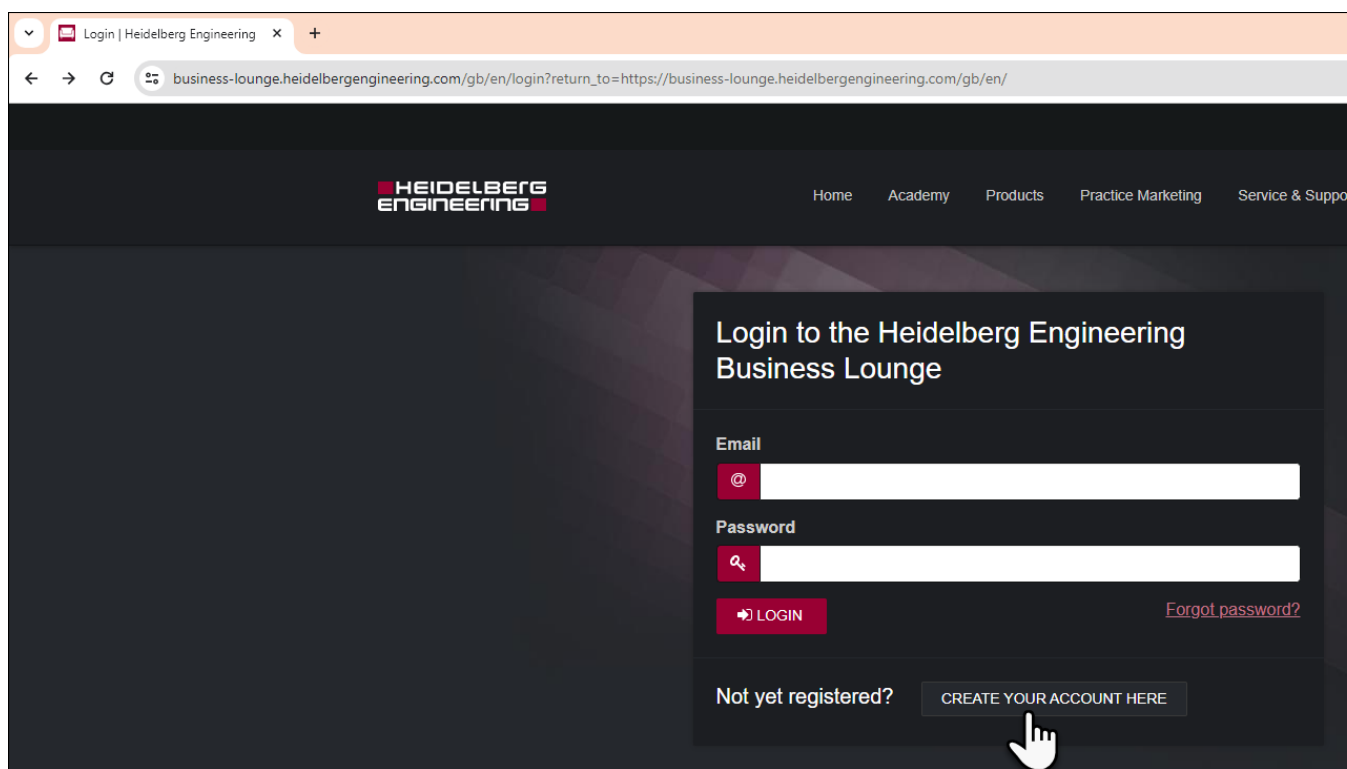 Login | Heidelberg Engineering
business-lounge.heidelbergengineering.com/gb/en/login?return_to=https://business-lounge.heidelbergengineering.com/gb/en/
HEIDELBERG
ENGINEERING
Home Academy Products Practice Marketing Service & Suppo
Login to the Heidelberg Engineering
Business Lounge
Email
@
Password
LOGIN Forgot password?
Not yet registered? CREATE YOUR ACCOUNT HERE